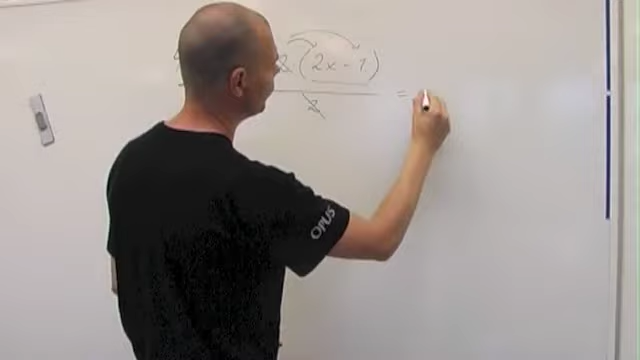 2 (2x - 1) =
2
OPUS